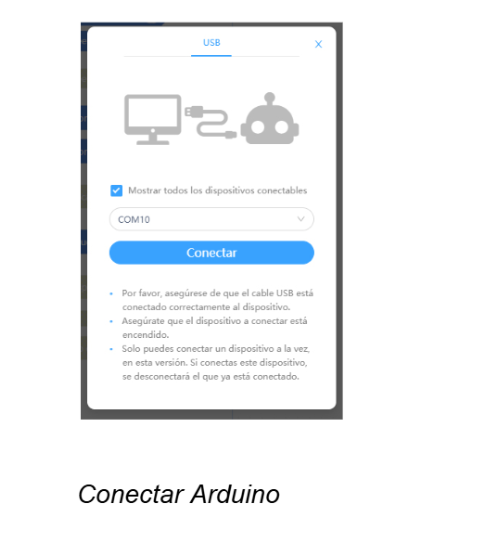 USB
X
Mostrar todos los dispositivos conectables
COM10
Conectar
Por favor, asegúrese de que el cable USB está
conectado correctamente al dispositivo.
Asegúrate que el dispositivo a conectar está
encendido.
Solo puedes conectar un dispositivo a la vez,
en esta versión. Si conectas este dispositivo,
se desconectará el que ya está conectado.
Conectar Arduino